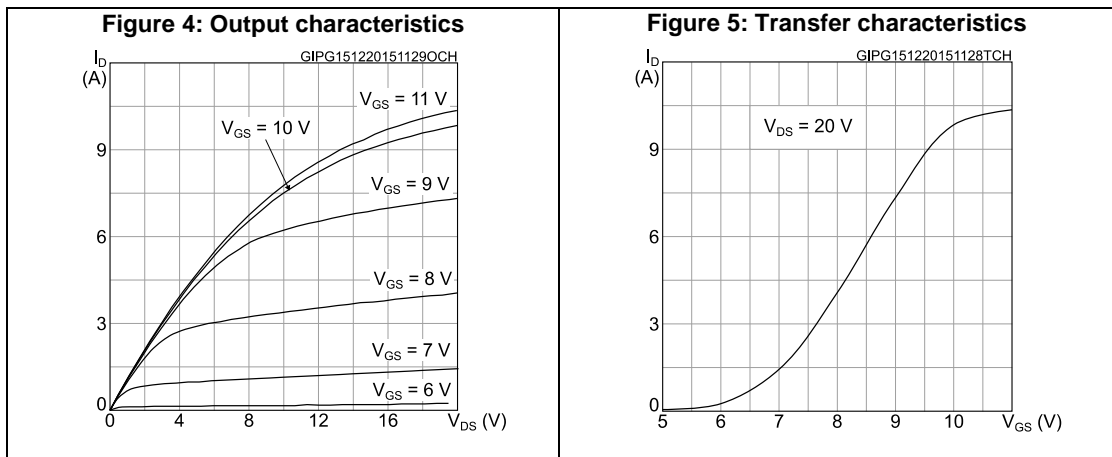 Figure 4: Output characteristics
GIPG151220151129OCH
I_D
(A)
V_GS = 11 V
V_GS = 10 V
9
V_GS = 9 V
6
V_GS = 8 V
3
V_GS = 7 V
V_GS = 6 V
0
0 4 8 12 16 V_DS (V)
Figure 5: Transfer characteristics
GIPG151220151128TCH
I_D
(A)
V_DS = 20 V
9
6
3
0
5 6 7 8 9 10 V_GS (V)